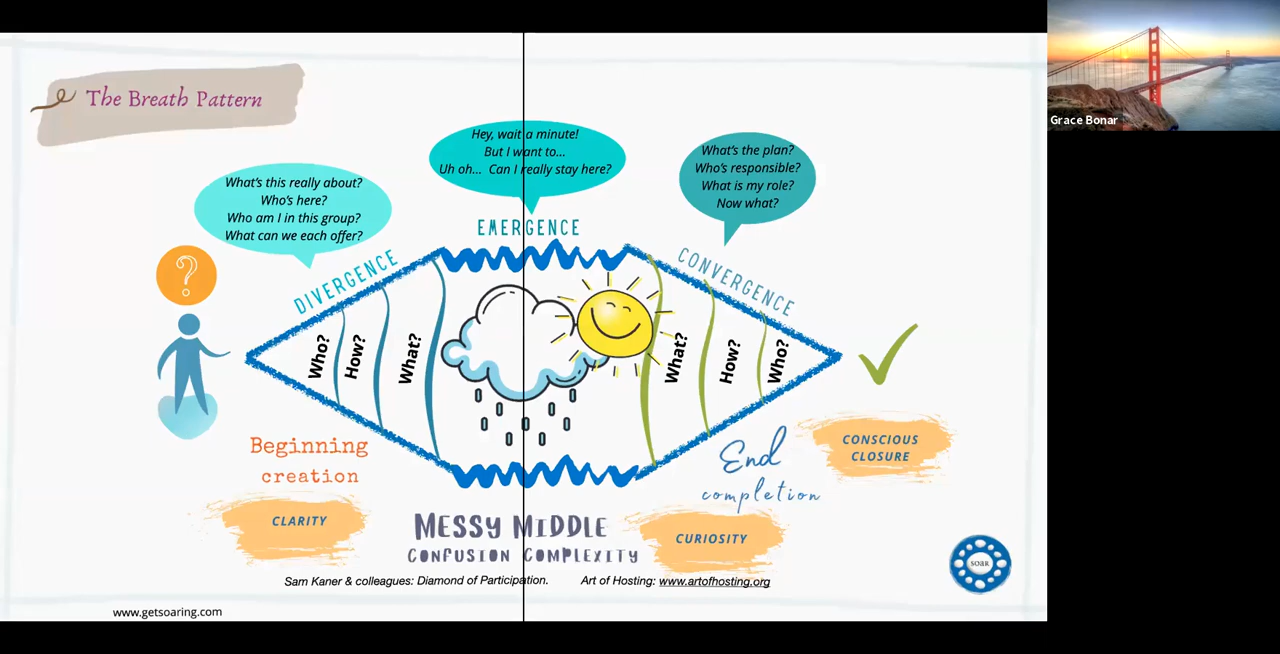 The Breath Pattern
Grace Bonar
Hey, wait a minute!
But I want to...
Uh oh... Can I really stay here?
What's the plan?
Who's responsible?
What is my role?
Now what?
What's this really about?
Who's here?
Who am I in this group?
What can we each offer?
?
DIVERGENCE
EMERGENCE
CONVERGENCE
Who?
How?
What?
What?
How?
Who?
Beginning
creation
CLARITY
MESSY MIDDLE
CONFUSION COMPLEXITY
End
completion
CURIOSITY
CONSCIOUS
CLOSURE
soar
Sam Kaner & colleagues: Diamond of Participation. Art of Hosting: www.artofhosting.org
www.getsoaring.com